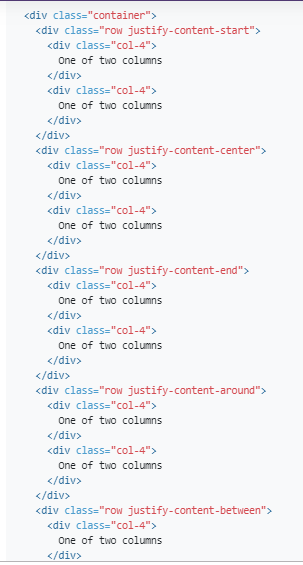 <div class="container">
  <div class="row justify-content-start">
    <div class="col-4">
      One of two columns
    </div>
    <div class="col-4">
      One of two columns
    </div>
  </div>
  <div class="row justify-content-center">
    <div class="col-4">
      One of two columns
    </div>
    <div class="col-4">
      One of two columns
    </div>
  </div>
  <div class="row justify-content-end">
    <div class="col-4">
      One of two columns
    </div>
    <div class="col-4">
      One of two columns
    </div>
  </div>
  <div class="row justify-content-around">
    <div class="col-4">
      One of two columns
    </div>
    <div class="col-4">
      One of two columns
    </div>
  </div>
  <div class="row justify-content-between">
    <div class="col-4">
      One of two columns
    </div>